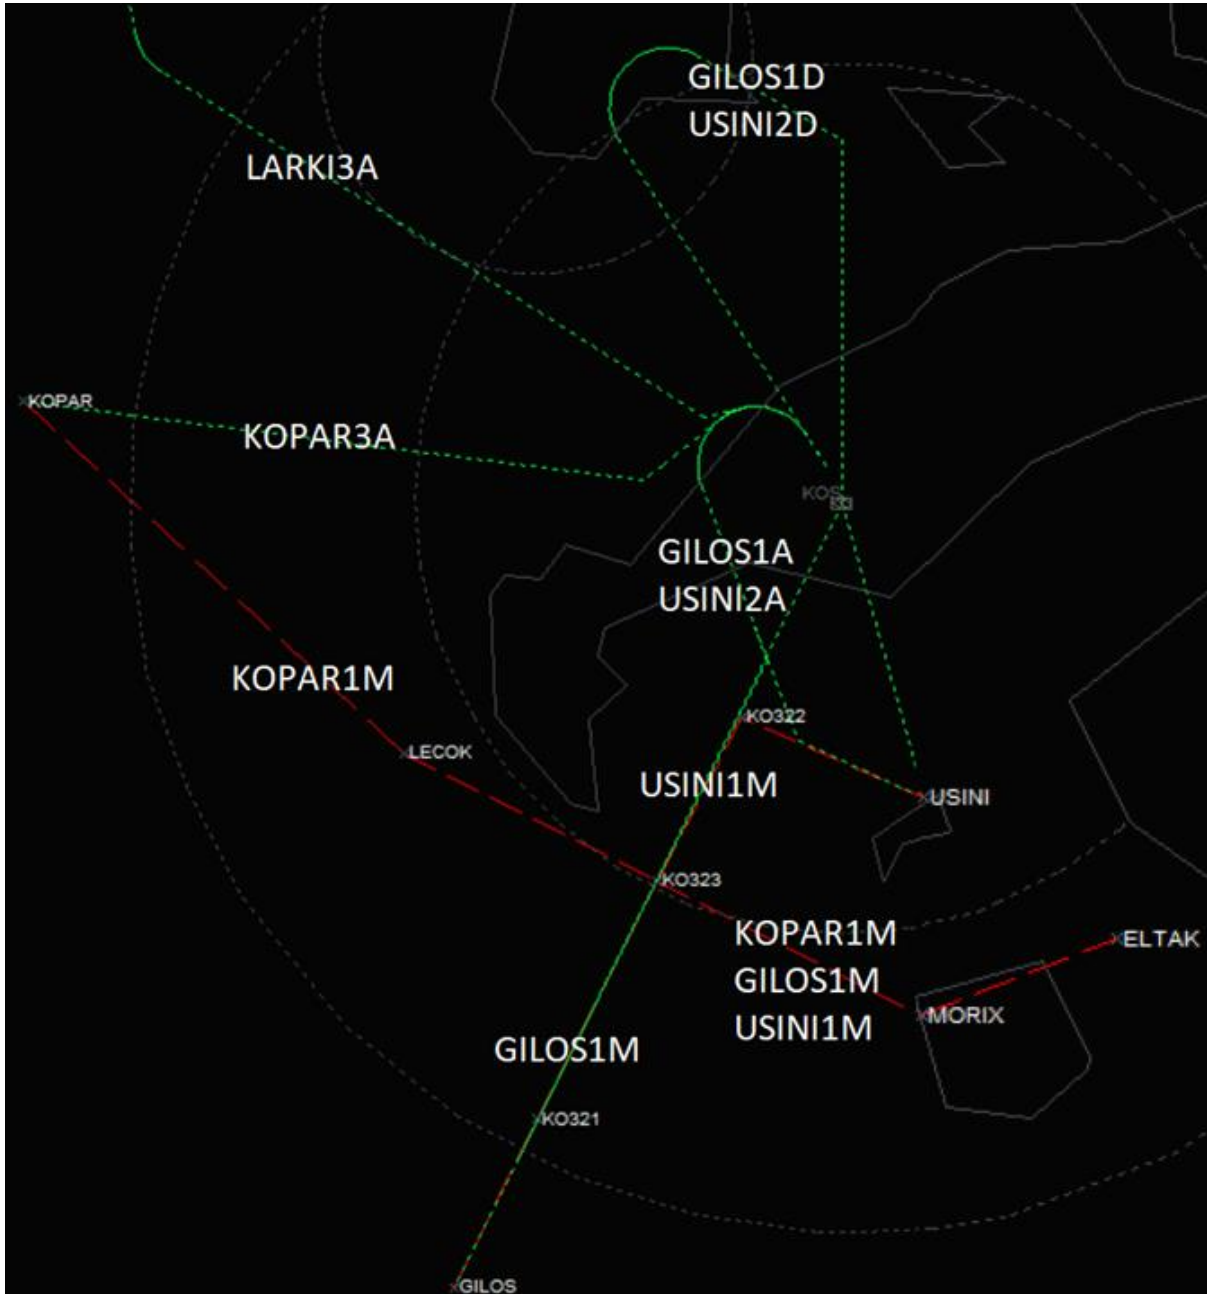 GILOS1D
USINI2D
LARKI3A
KOPAR
KOPAR3A
KOS
GILOS1A
USINI2A
KOPAR1M
KO322
LECOK
USINI1M
USINI
KO323
KOPAR1M
GILOS1M
USINI1M
ELTAK
MORIX
GILOS1M
KO321
GILOS